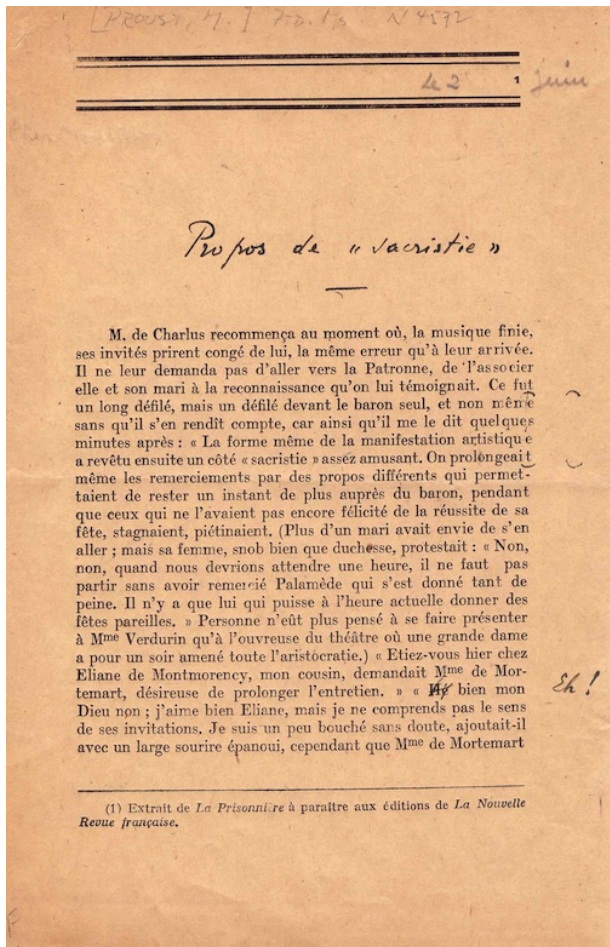 [PROUST, M.] N 4572
le 2 1 juin
Propos de « sacristie »
M. de Charlus recommença au moment où, la musique finie,
ses invités prirent congé de lui, la même erreur qu'à leur arrivée.
Il ne leur demanda pas d'aller vers la Patronne, de l'associer
elle et son mari à la reconnaissance qu'on lui témoignait. Ce fut
un long défilé, mais un défilé devant le baron seul, et non même
sans qu'il s'en rendît compte, car ainsi qu'il me le dit quelques
minutes après : « La forme même de la manifestation artistique
a revêtu ensuite un côté « sacristie » assez amusant. On prolongeait
même les remerciements par des propos différents qui permet-
taient de rester un instant de plus auprès du baron, pendant
que ceux qui ne l'avaient pas encore félicité de la réussite de sa
fête, stagnaient, piétinaient. (Plus d'un mari avait envie de s'en
aller ; mais sa femme, snob bien que duchesse, protestait : « Non,
non, quand nous devrions attendre une heure, il ne faut pas
partir sans avoir remercié Palamède qui s'est donné tant de
peine. Il n'y a que lui qui puisse à l'heure actuelle donner des
fêtes pareilles. » Personne n'eût plus pensé à se faire présenter
à Mme Verdurin qu'à l'ouvreuse du théâtre où une grande dame
a pour un soir amené toute l'aristocratie.) « Etiez-vous hier chez
Eliane de Montmorency, mon cousin, demandait Mme de Mor-
temart, désireuse de prolonger l'entretien. » « bien mon Eh !
Dieu non ; j'aime bien Eliane, mais je ne comprends pas le sens
de ses invitations. Je suis un peu bouché sans doute, ajoutait-il
avec un large sourire épanoui, cependant que Mme de Mortemart
(1) Extrait de La Prisonnière à paraître aux éditions de La Nouvelle
Revue française.